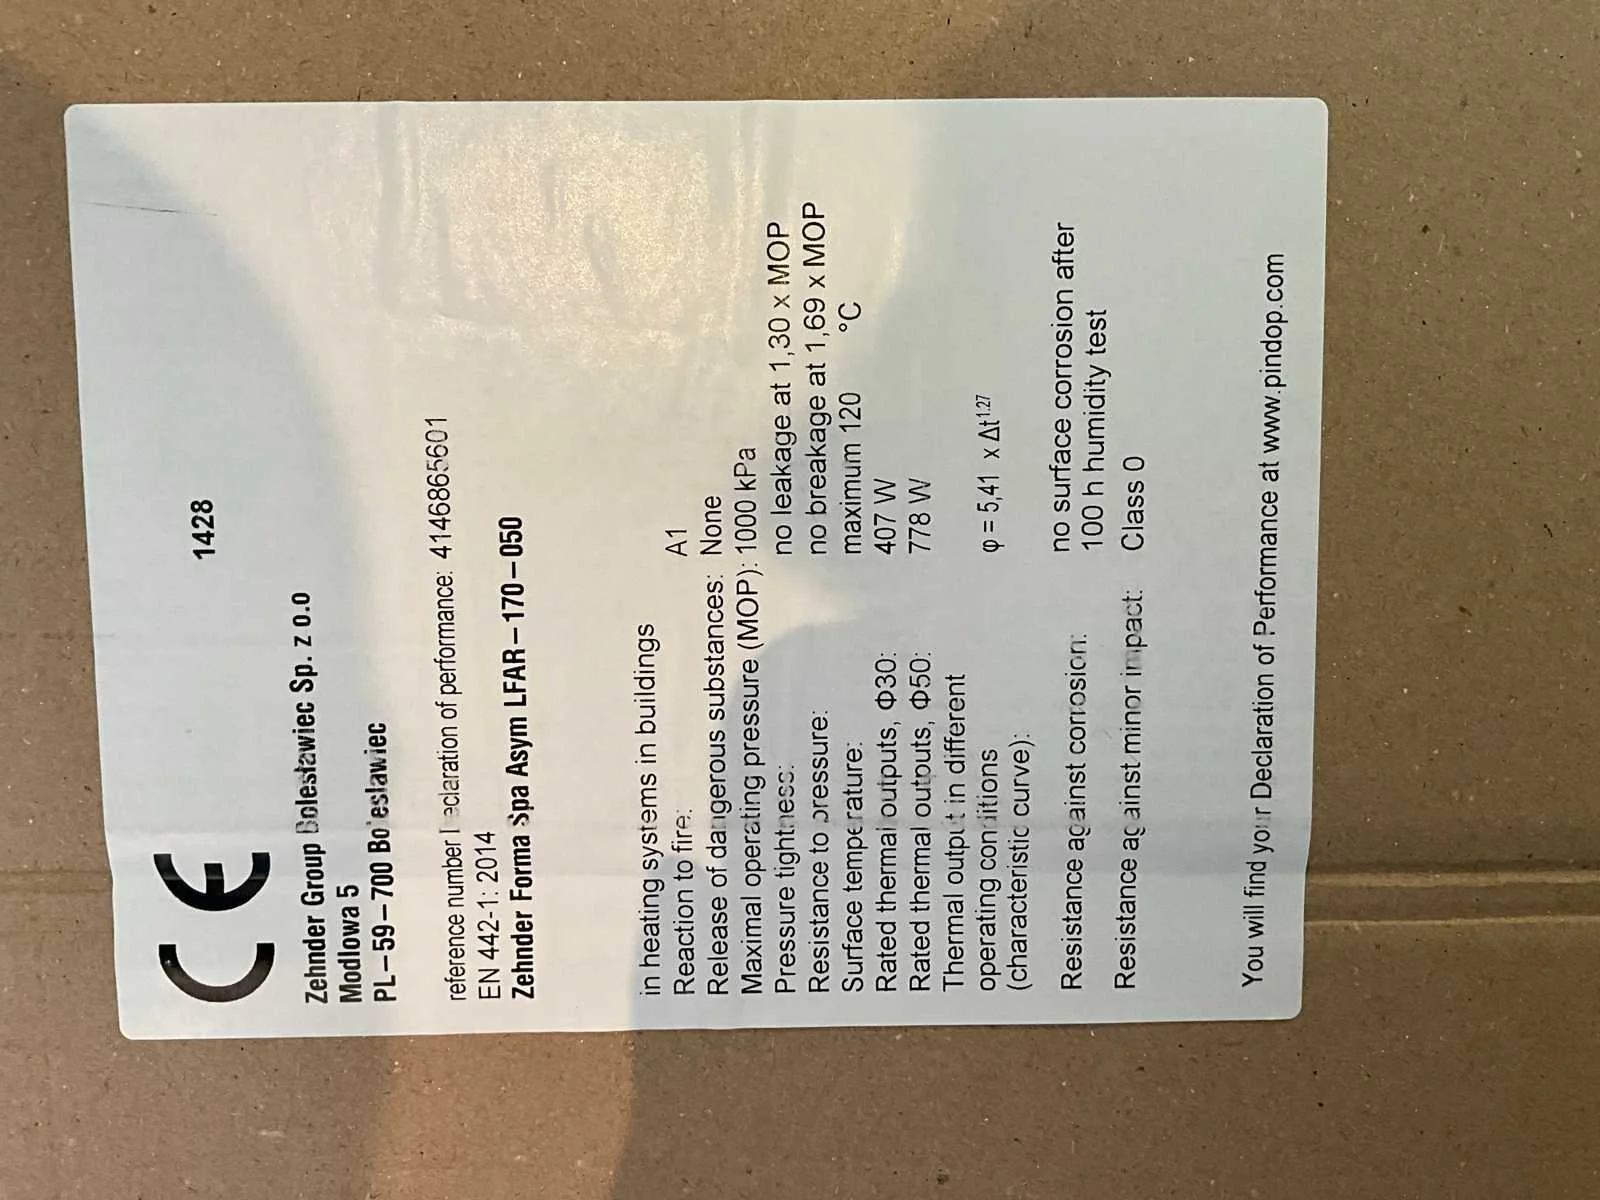 CE
1428
Zehnder Group Bolesławiec Sp. z o.o
Modlowa 5
PL-59-700 Bolesławiec
reference number Declaration of performance: 4146865601
EN 442-1: 2014
Zehnder Forma Spa Asym LFAR-170-050
in heating systems in buildings
Reaction to fire: A1
Release of dangerous substances: None
Maximal operating pressure (MOP): 1000 kPa
Pressure tightness: no leakage at 1,30 x MOP
Resistance to pressure: no breakage at 1,69 x MOP
Surface temperature: maximum 120 °C
Rated thermal outputs, Φ30: 407 W
Rated thermal outputs, Φ50: 778 W
Thermal output in different
operating conditions φ = 5,41 x Δt^1.27
(characteristic curve):
Resistance against corrosion: no surface corrosion after
100 h humidity test
Resistance against minor impact: Class 0
You will find your Declaration of Performance at www.pindop.com